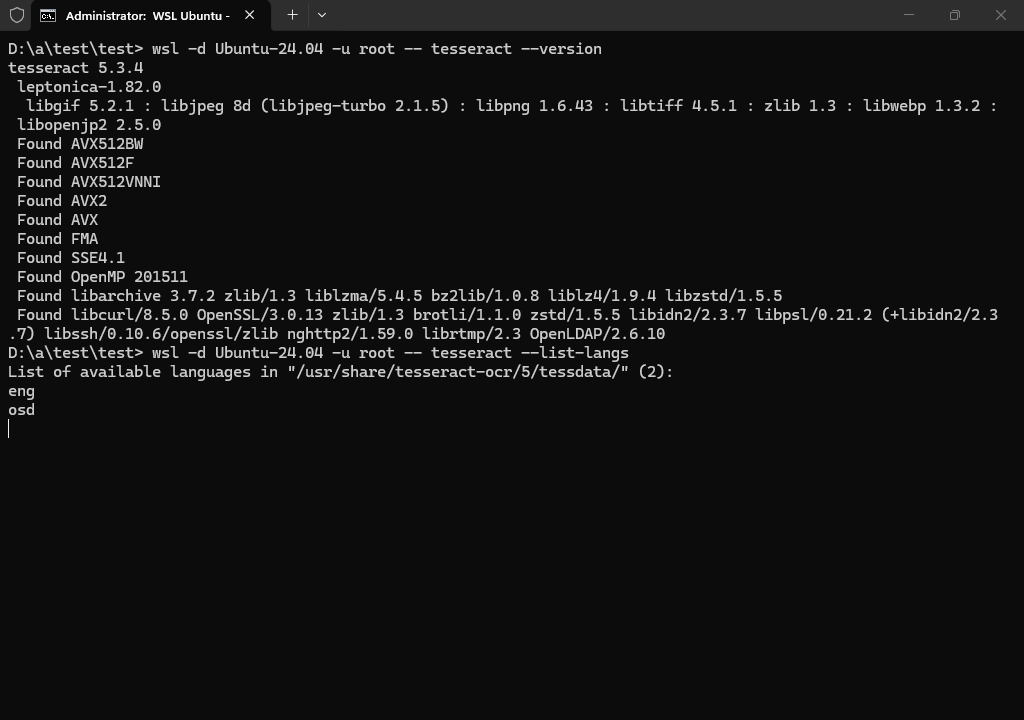 Administrator: WSL Ubuntu -
D:\a\test\test> wsl -d Ubuntu-24.04 -u root -- tesseract --version
tesseract 5.3.4
 leptonica-1.82.0
  libgif 5.2.1 : libjpeg 8d (libjpeg-turbo 2.1.5) : libpng 1.6.43 : libtiff 4.5.1 : zlib 1.3 : libwebp 1.3.2 :
 libopenjp2 2.5.0
 Found AVX512BW
 Found AVX512F
 Found AVX512VNNI
 Found AVX2
 Found AVX
 Found FMA
 Found SSE4.1
 Found OpenMP 201511
 Found libarchive 3.7.2 zlib/1.3 liblzma/5.4.5 bz2lib/1.0.8 liblz4/1.9.4 libzstd/1.5.5
 Found libcurl/8.5.0 OpenSSL/3.0.13 zlib/1.3 brotli/1.1.0 zstd/1.5.5 libidn2/2.3.7 libpsl/0.21.2 (+libidn2/2.3
.7) libssh/0.10.6/openssl/zlib nghttp2/1.59.0 librtmp/2.3 OpenLDAP/2.6.10
D:\a\test\test> wsl -d Ubuntu-24.04 -u root -- tesseract --list-langs
List of available languages in "/usr/share/tesseract-ocr/5/tessdata/" (2):
eng
osd